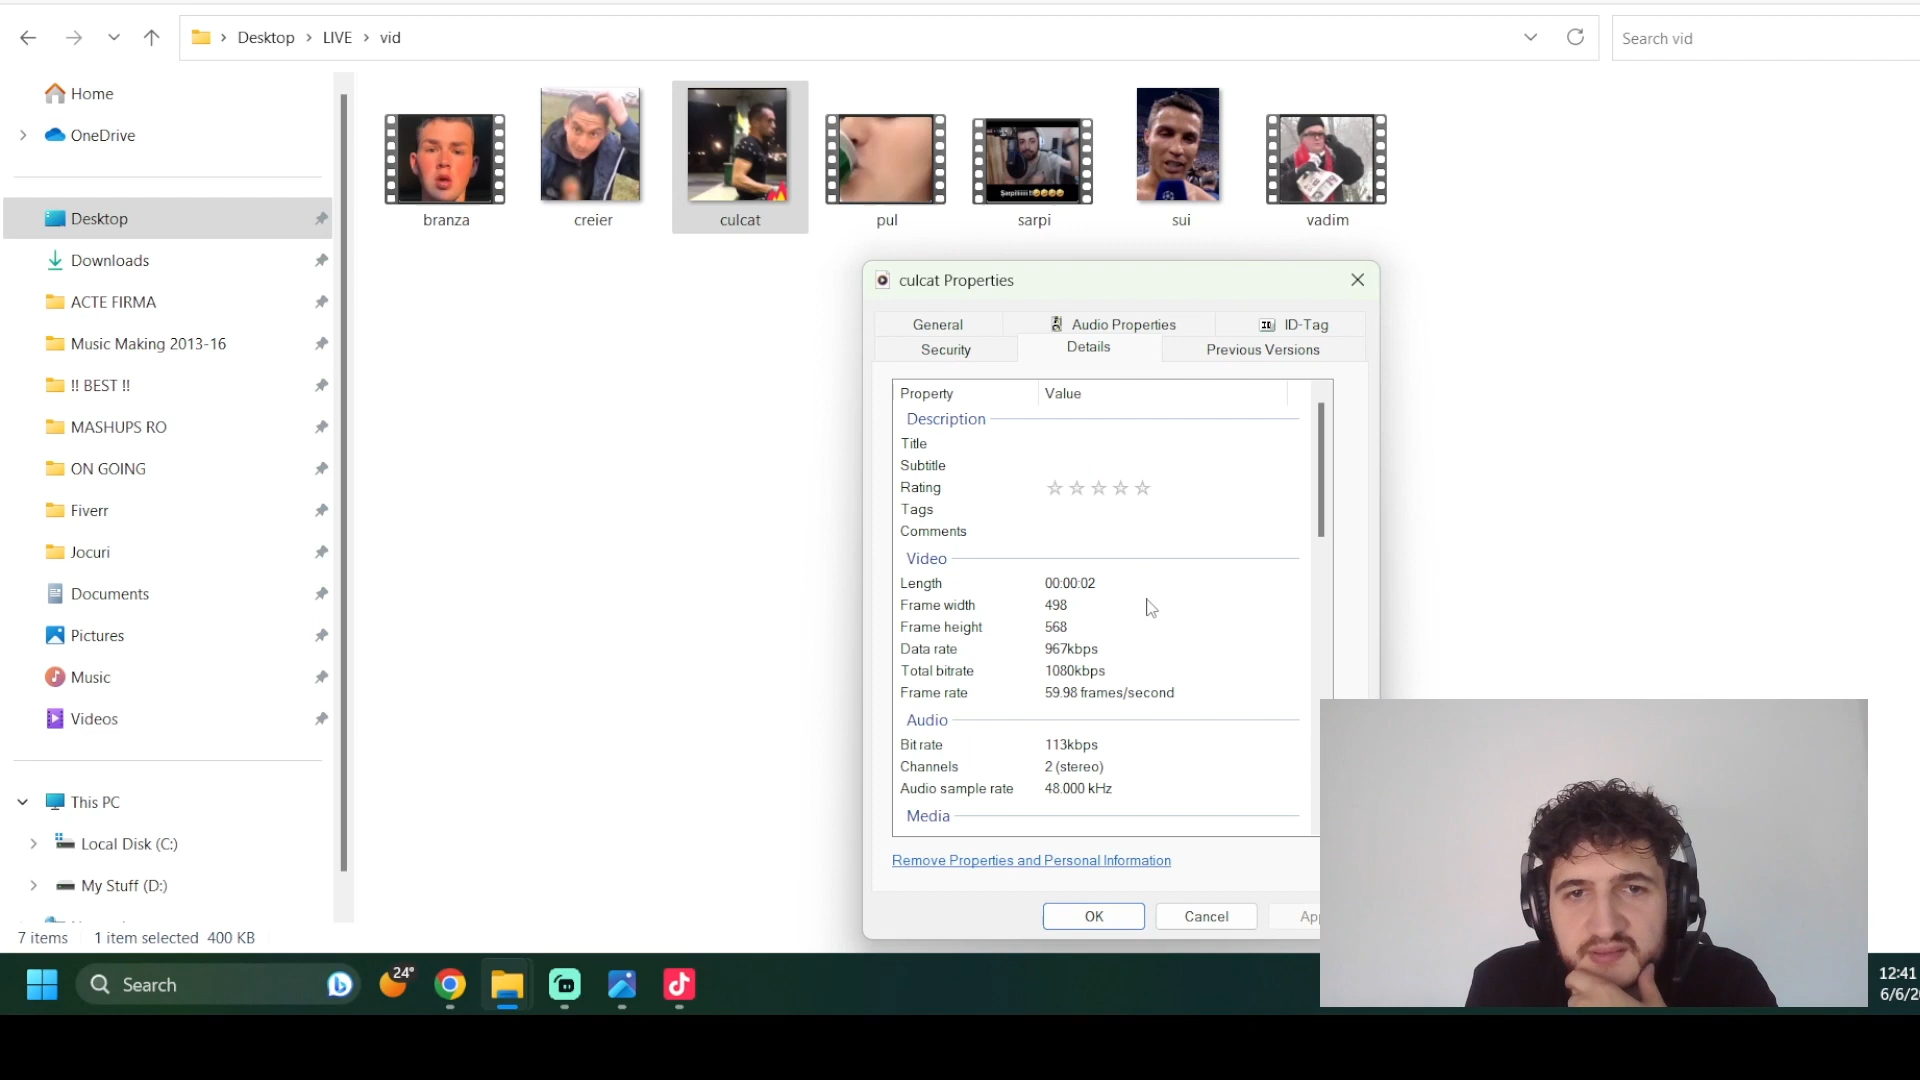 Desktop > LIVE > vid
Search vid
Home
OneDrive
Desktop
Downloads
ACTE FIRMA
Music Making 2013-16
!! BEST !!
MASHUPS RO
ON GOING
Fiverr
Jocuri
Documents
Pictures
Music
Videos
This PC
Local Disk (C:)
My Stuff (D:)
branza
creier
culcat
pul
sarpi
sui
vadim
culcat Properties
General
Audio Properties
ID-Tag
Security
Details
Previous Versions
Property Value
Description
Title
Subtitle
Rating
Tags
Comments
Video
Length 00:00:02
Frame width 498
Frame height 568
Data rate 967kbps
Total bitrate 1080kbps
Frame rate 59.98 frames/second
Audio
Bit rate 113kbps
Channels 2 (stereo)
Audio sample rate 48.000 kHz
Media
Remove Properties and Personal Information
OK
Cancel
App
7 items 1 item selected 400 KB
Search
24°
12:41
6/6/2